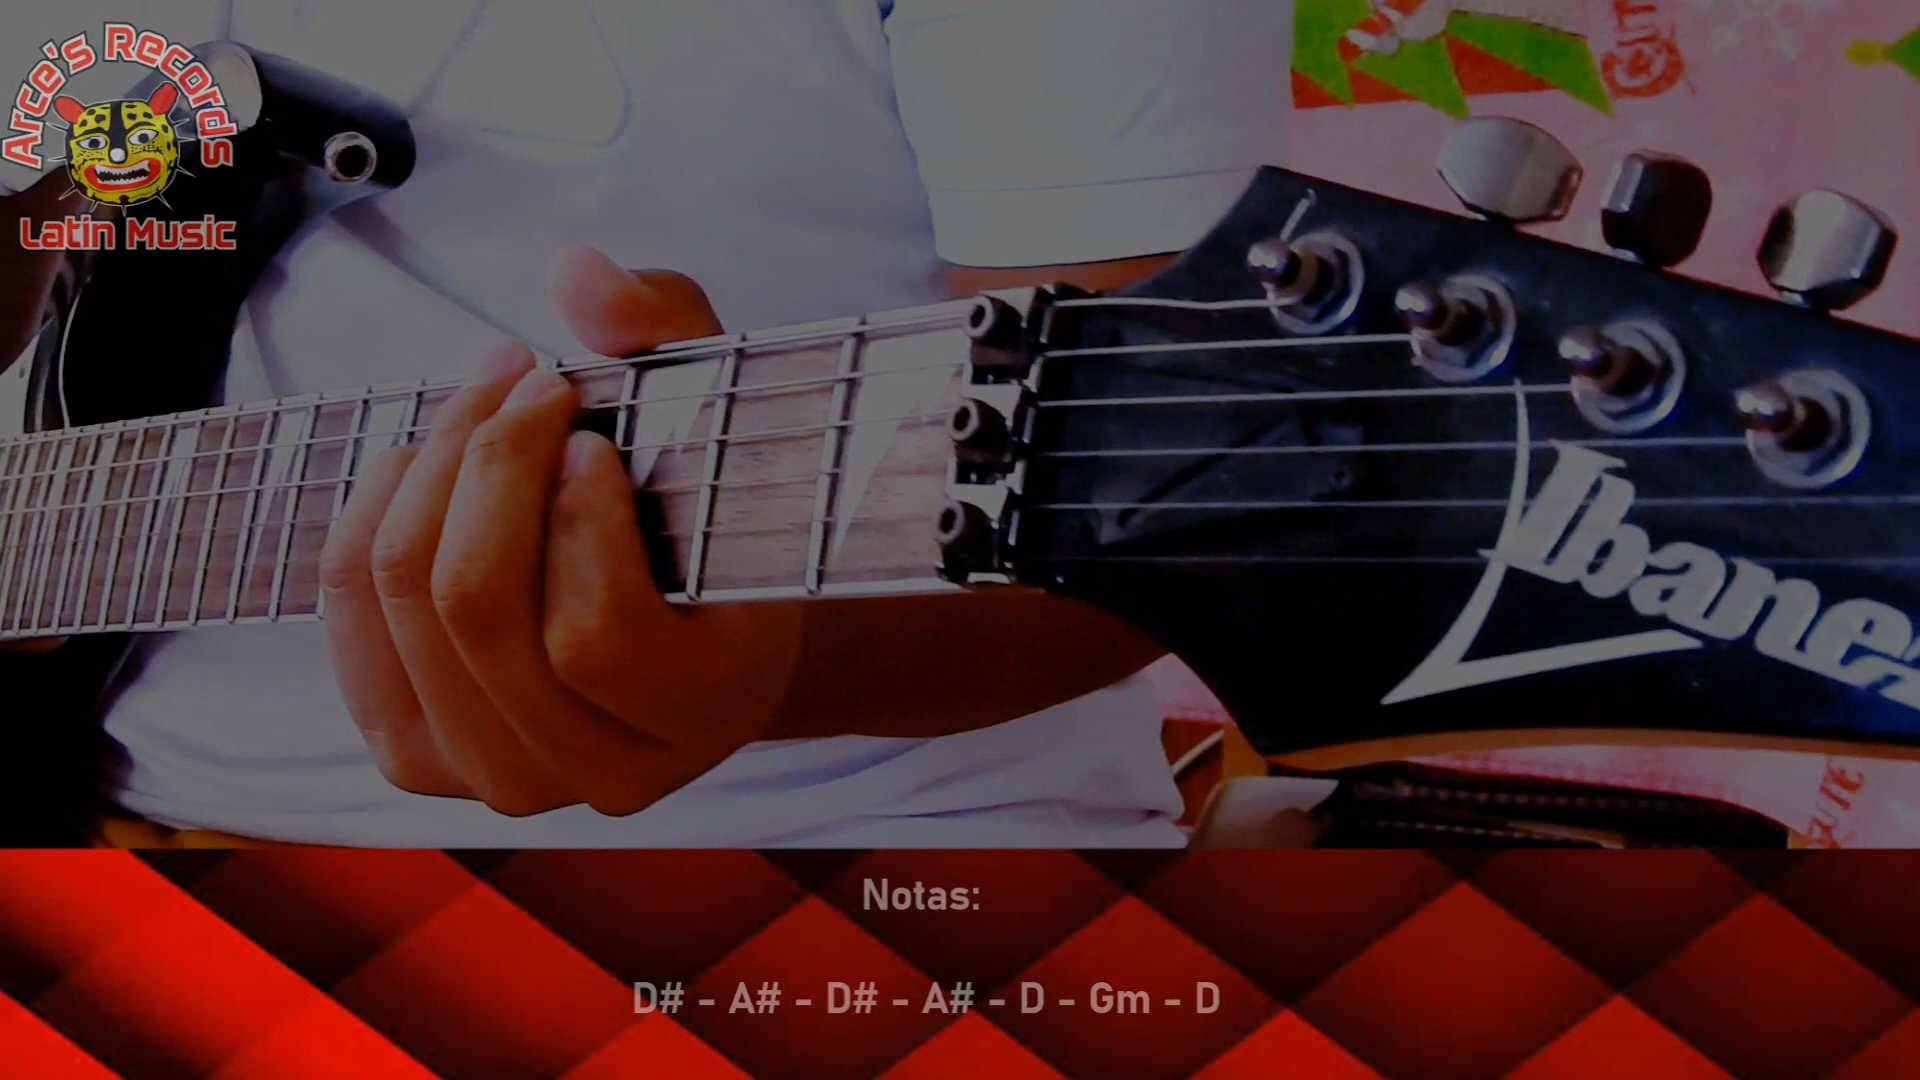 Arce's Records
Latin Music
Ibanez
Notas:
D# - A# - D# - A# - D - Gm - D